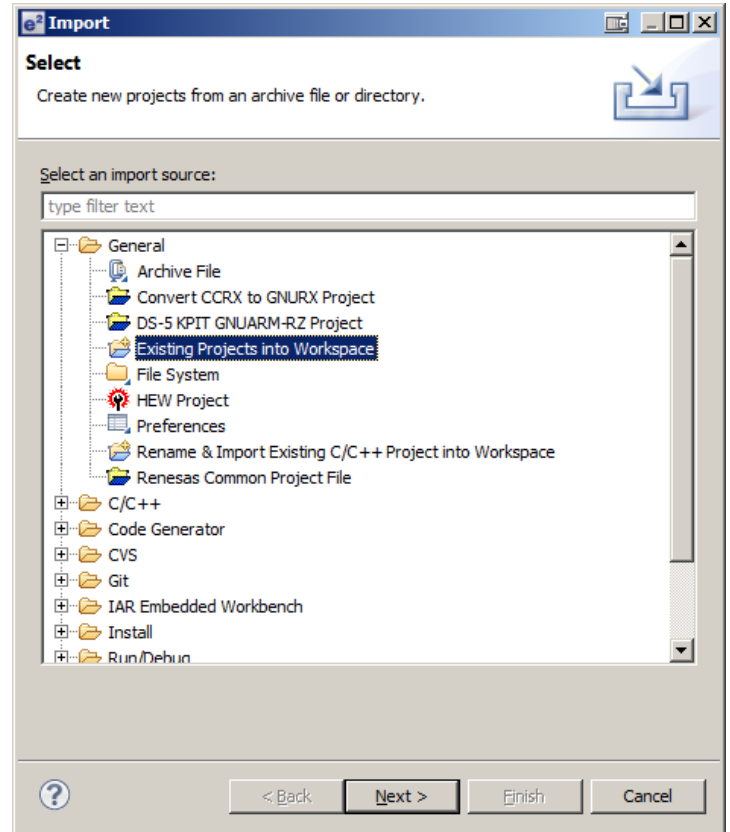 e² Import
Select
Create new projects from an archive file or directory.
Select an import source:
type filter text
General
Archive File
Convert CCRX to GNURX Project
DS-5 KPIT GNUARM-RZ Project
Existing Projects into Workspace
File System
HEW Project
Preferences
Rename & Import Existing C/C++ Project into Workspace
Renesas Common Project File
C/C++
Code Generator
CVS
Git
IAR Embedded Workbench
Install
Run/Debug
? < Back Next > Finish Cancel